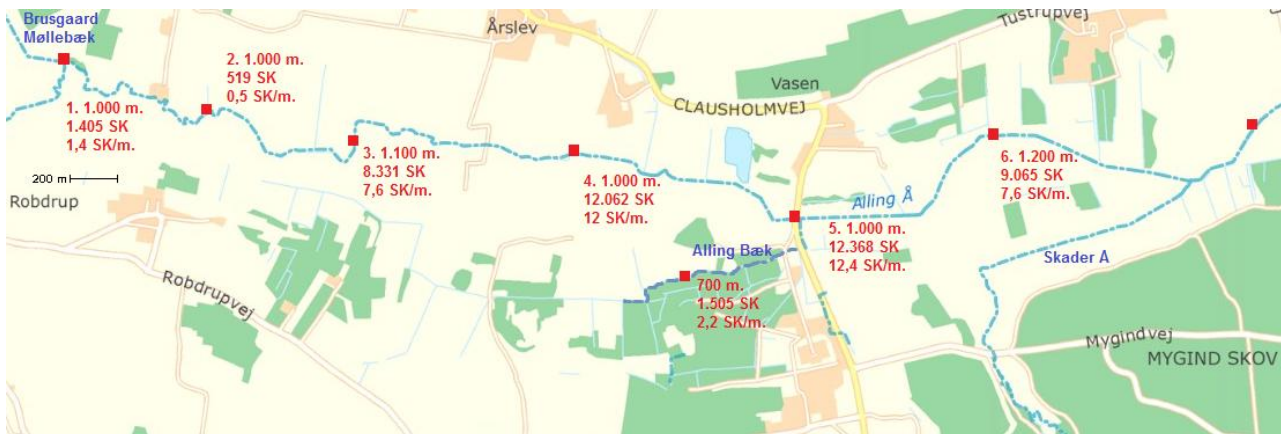 Brusgaard
Møllebæk
Årslev
Tustrupvej
2. 1.000 m.
519 SK
0,5 SK/m.
Vasen
CLAUSHOLMVEJ
1. 1.000 m.
1.405 SK
1,4 SK/m.
3. 1.100 m.
8.331 SK
7,6 SK/m.
6. 1.200 m.
9.065 SK
7,6 SK/m.
200 m
Robdrup
4. 1.000 m.
12.062 SK
12 SK/m.
Alling Å
5. 1.000 m.
12.368 SK
12,4 SK/m.
Alling Bæk
Skader Å
700 m.
1.505 SK
2,2 SK/m.
Robdrupvej
Mygindvej
MYGIND SKOV